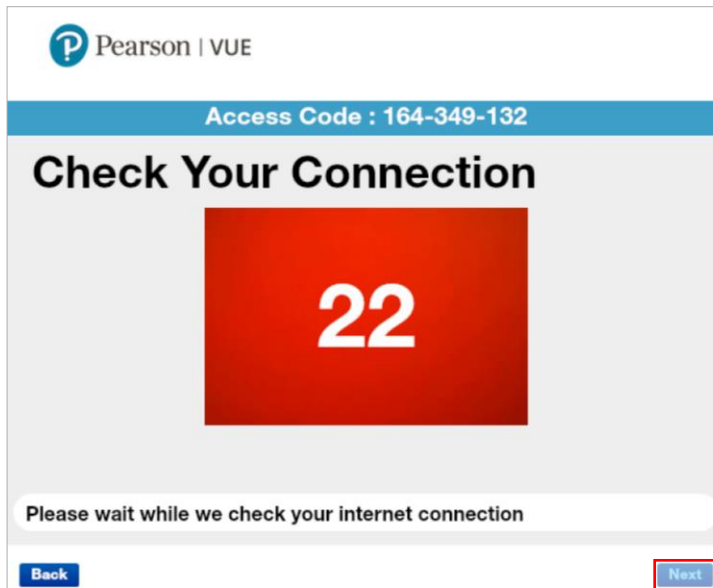 Pearson | VUE
Access Code : 164-349-132
Check Your Connection
22
Please wait while we check your internet connection
Back
Next